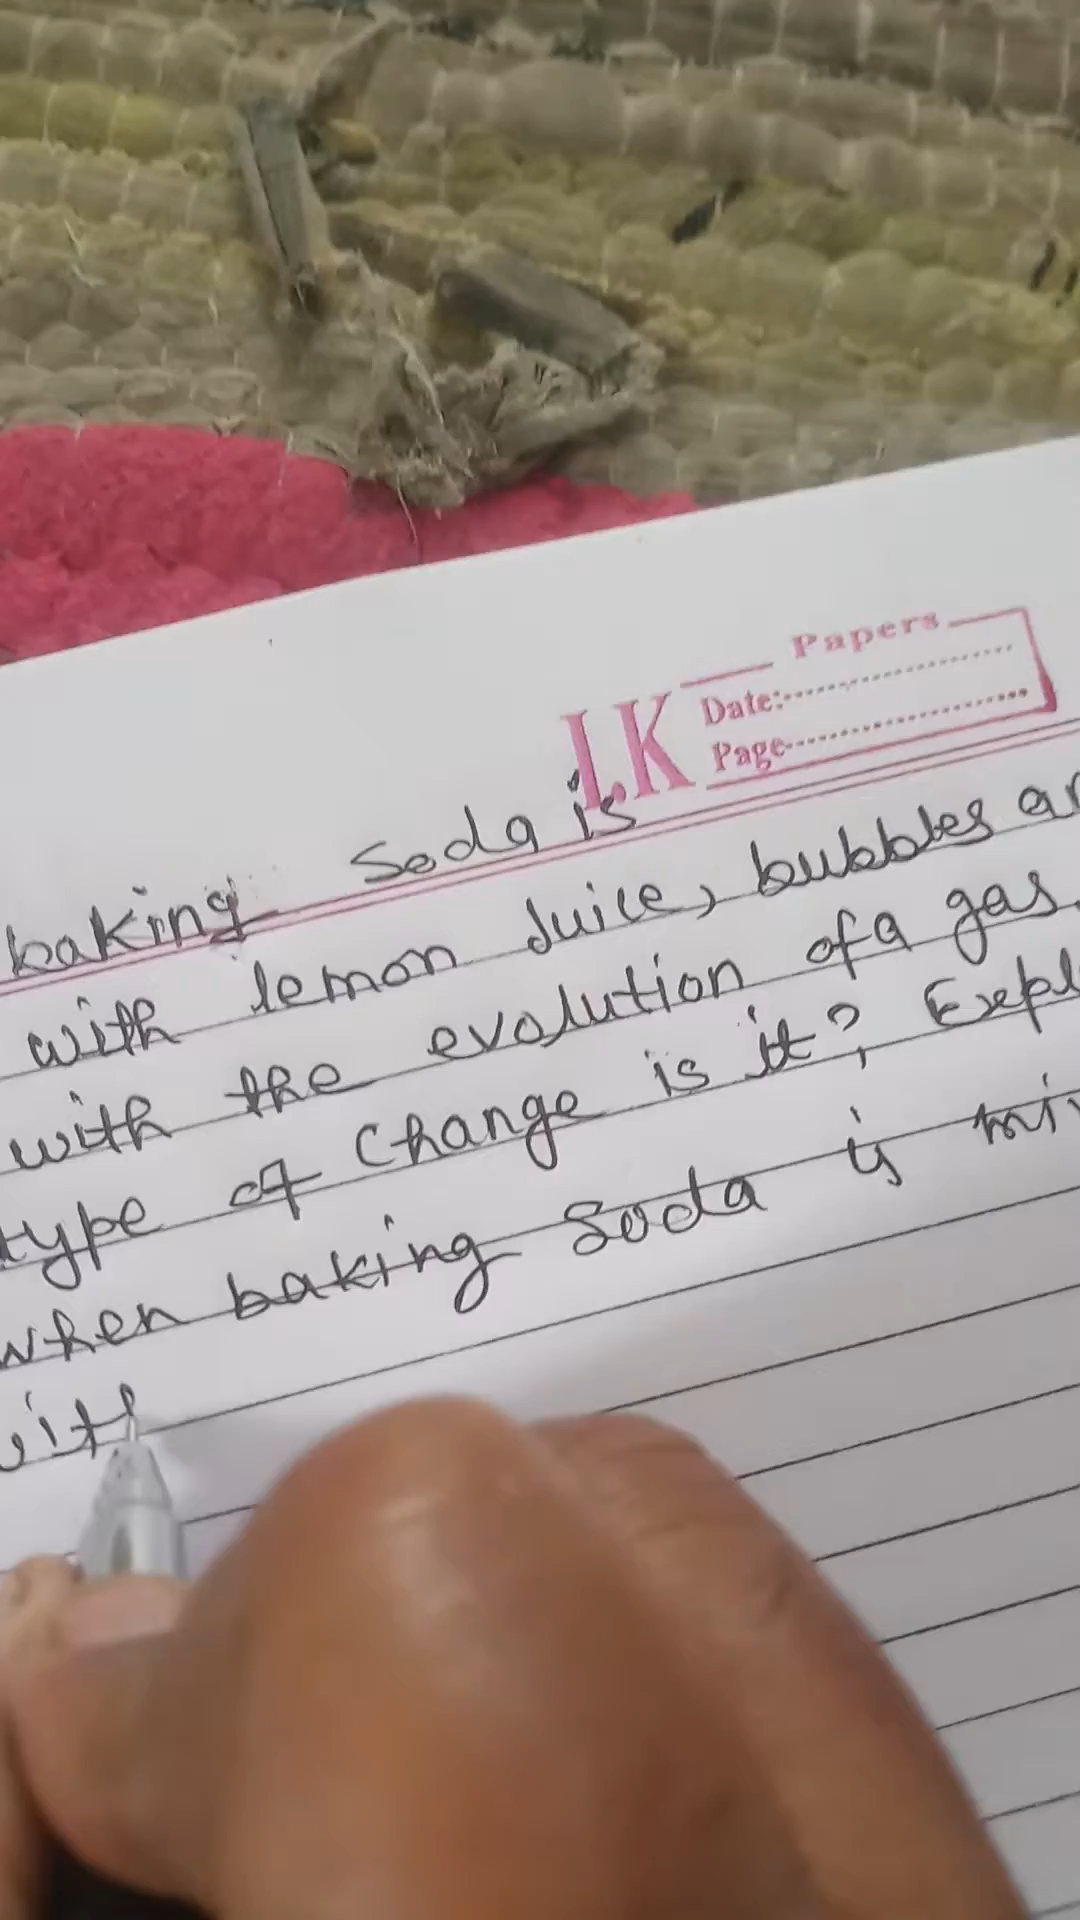 Papers
I.K
Date:
Page
baking soda is
with lemon Juice, bubbles ar
with the evolution of a gas.
type of Change is it? Expl
when baking Soda is mi
with